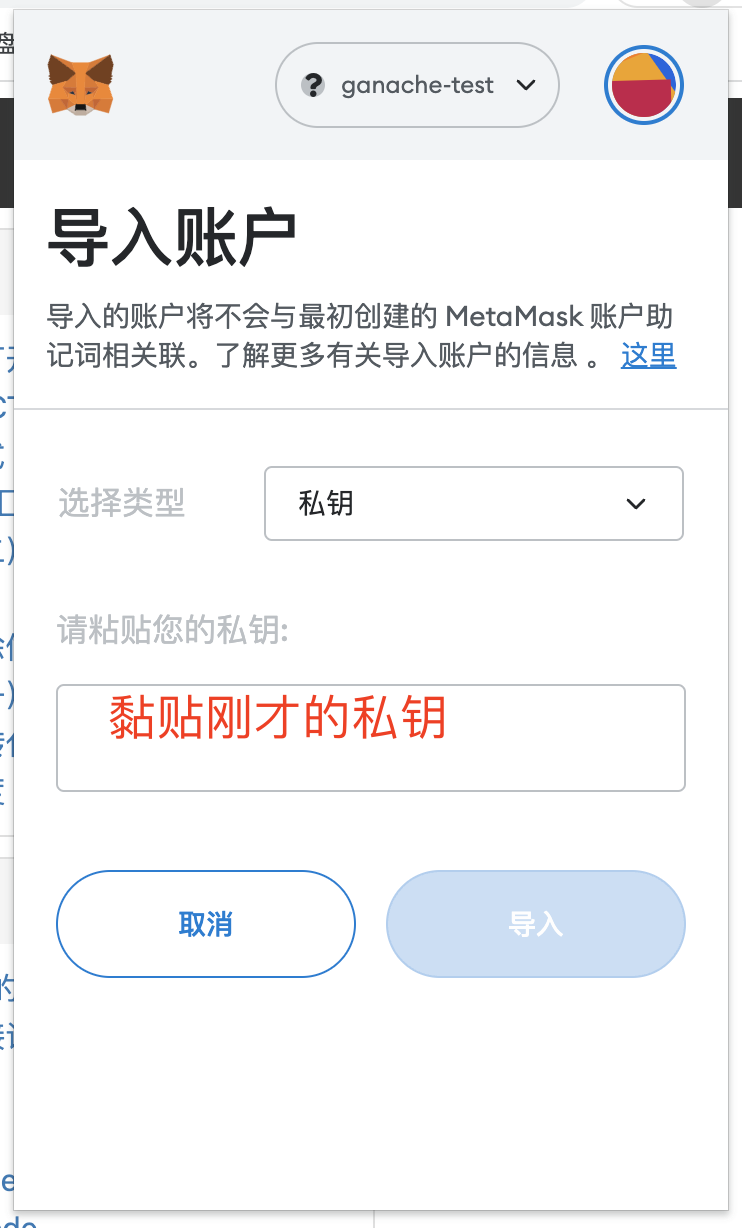 盘
ganache-test
导入账户
导入的账户将不会与最初创建的 MetaMask 账户助
记词相关联。了解更多有关导入账户的信息 。 这里
选择类型
私钥
请粘贴您的私钥:
黏贴刚才的私钥
取消
导入
的